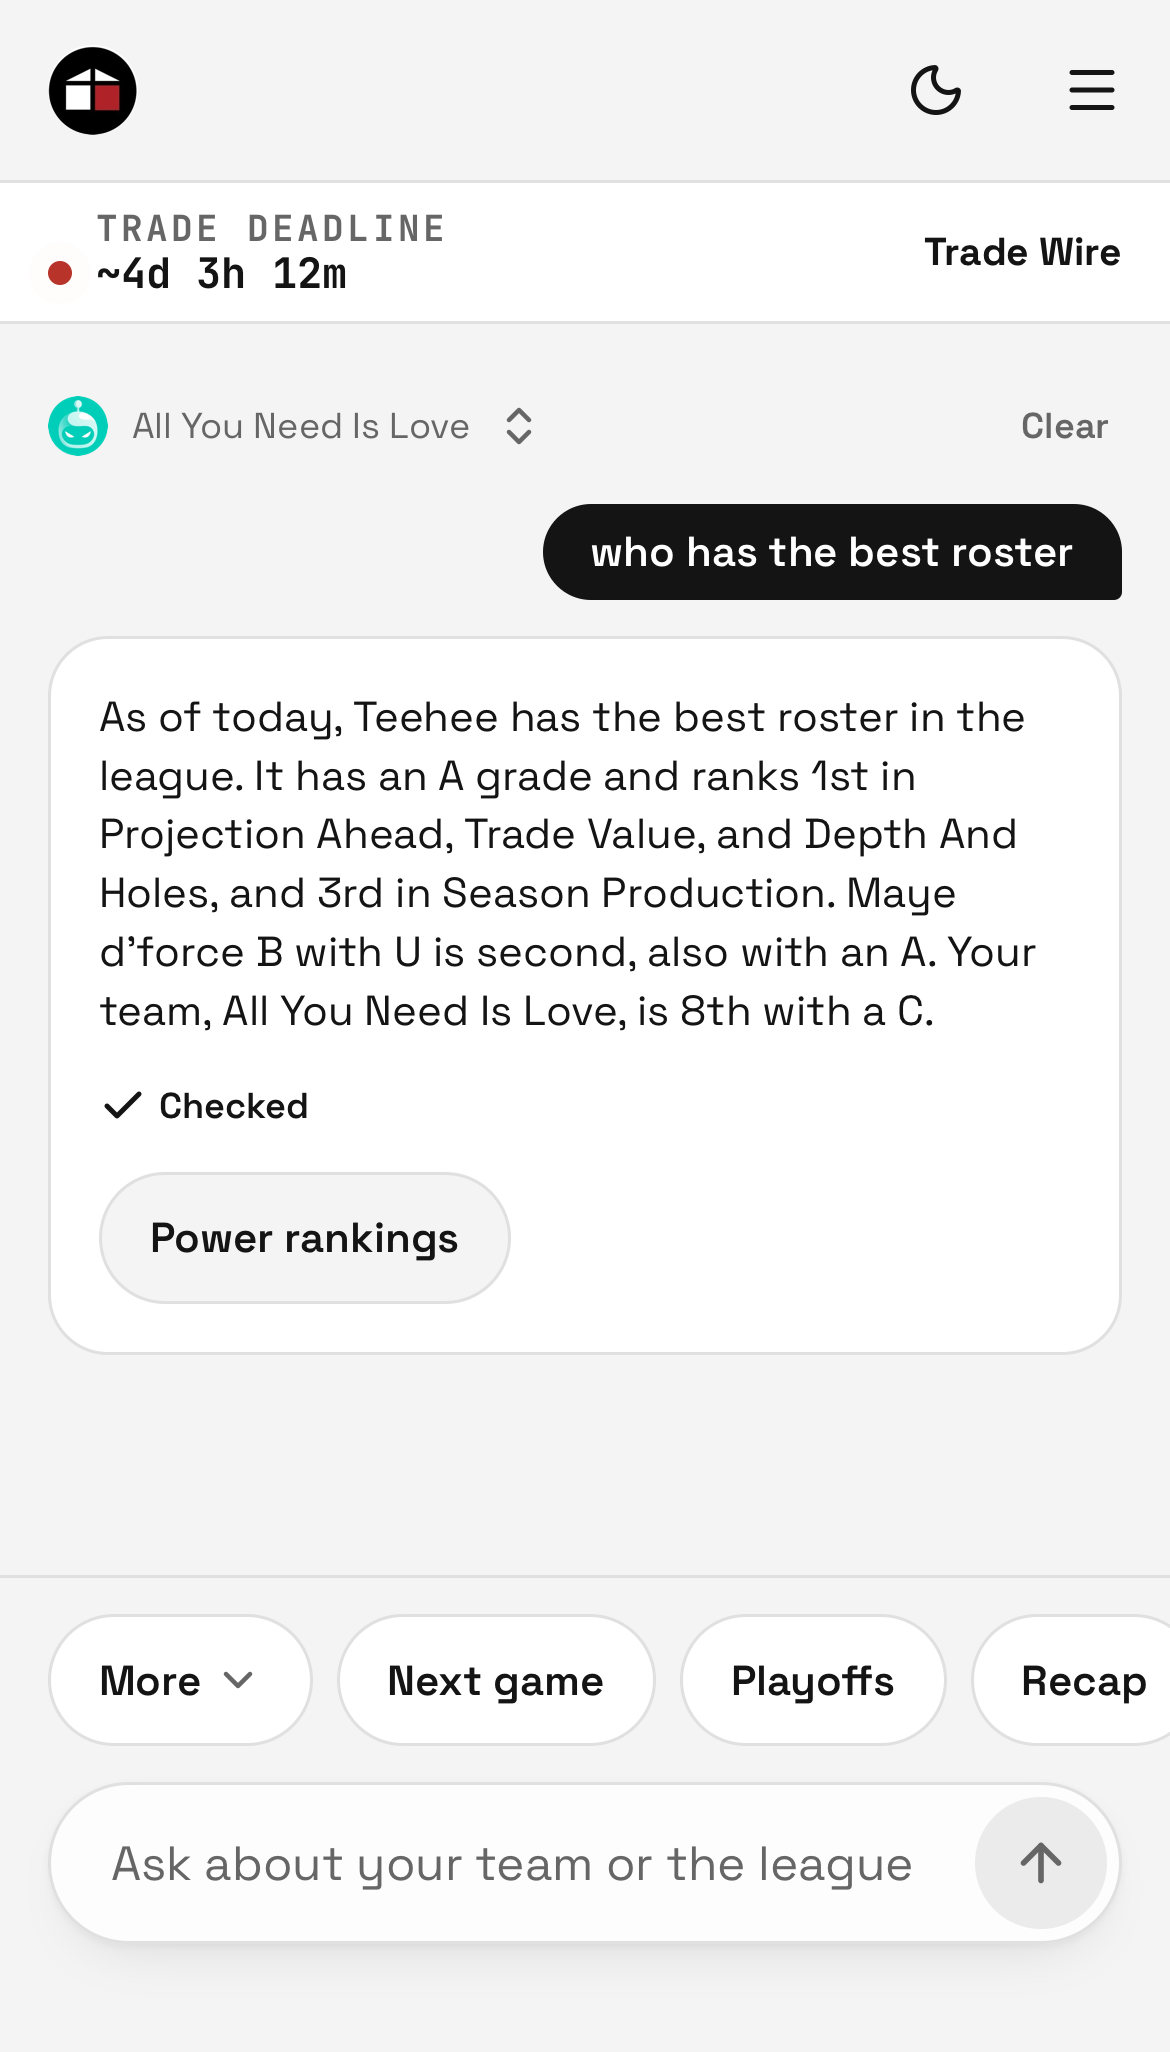 TRADE DEADLINE
~4d 3h 12m
Trade Wire
All You Need Is Love
Clear
who has the best roster
As of today, Teehee has the best roster in the
league. It has an A grade and ranks 1st in
Projection Ahead, Trade Value, and Depth And
Holes, and 3rd in Season Production. Maye
d’force B with U is second, also with an A. Your
team, All You Need Is Love, is 8th with a C.
Checked
Power rankings
More
Next game
Playoffs
Recap
Ask about your team or the league